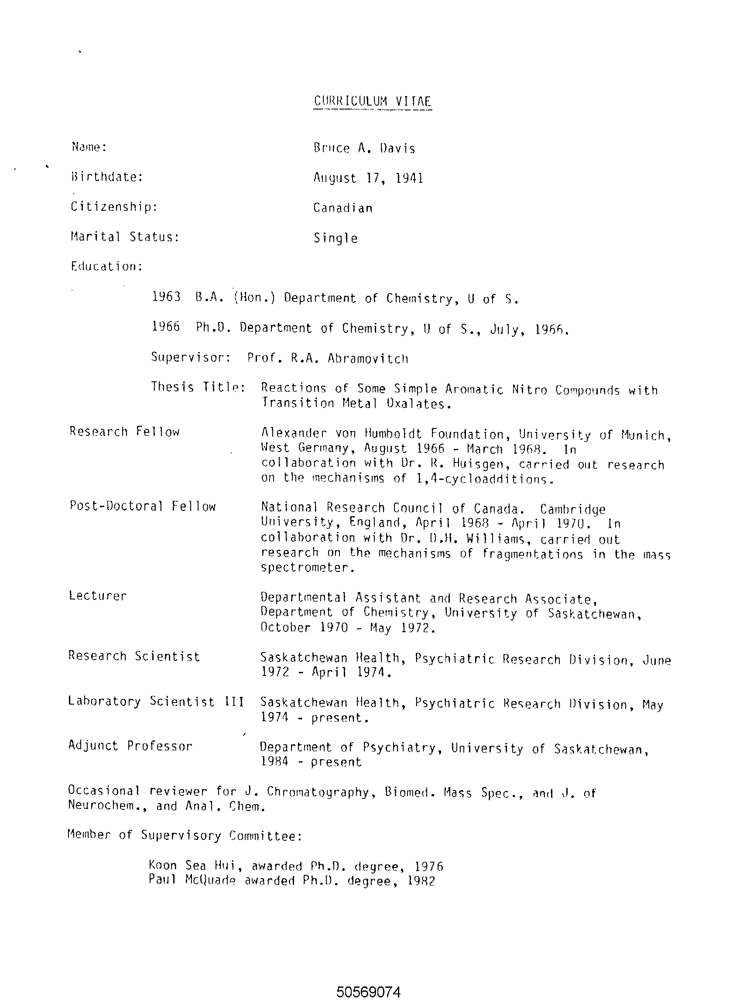 CURRICULUM VITAE
Name: Bruce A. Davis
Birthdate: August 17, 1941
Citizenship: Canadian
Marital Status: Single
Education:
1963 B.A. (Hon.) Department of Chemistry, U of S.
1966 Ph.D. Department of Chemistry, U of S., July, 1966.
Supervisor: Prof. R.A. Abramovitch
Thesis Title: Reactions of Some Simple Aromatic Nitro Compounds with
Transition Metal Oxalates.
Research Fellow Alexander von Humboldt Foundation, University of Munich,
West Germany, August 1966 - March 1968. In
collaboration with Dr. R. Huisgen, carried out research
on the mechanisms of 1,4-cycloadditions.
Post-Doctoral Fellow National Research Council of Canada. Cambridge
University, England, April 1968 - April 1970. In
collaboration with Dr. D.H. Williams, carried out
research on the mechanisms of fragmentations in the mass
spectrometer.
Lecturer Departmental Assistant and Research Associate,
Department of Chemistry, University of Saskatchewan,
October 1970 - May 1972.
Research Scientist Saskatchewan Health, Psychiatric Research Division, June
1972 - April 1974.
Laboratory Scientist III Saskatchewan Health, Psychiatric Research Division, May
1974 - present.
Adjunct Professor Department of Psychiatry, University of Saskatchewan,
1984 - present
Occasional reviewer for J. Chromatography, Biomed. Mass Spec., and J. of
Neurochem., and Anal. Chem.
Member of Supervisory Committee:
Koon Sea Hui, awarded Ph.D. degree, 1976
Paul McQuade awarded Ph.D. degree, 1982
50569074